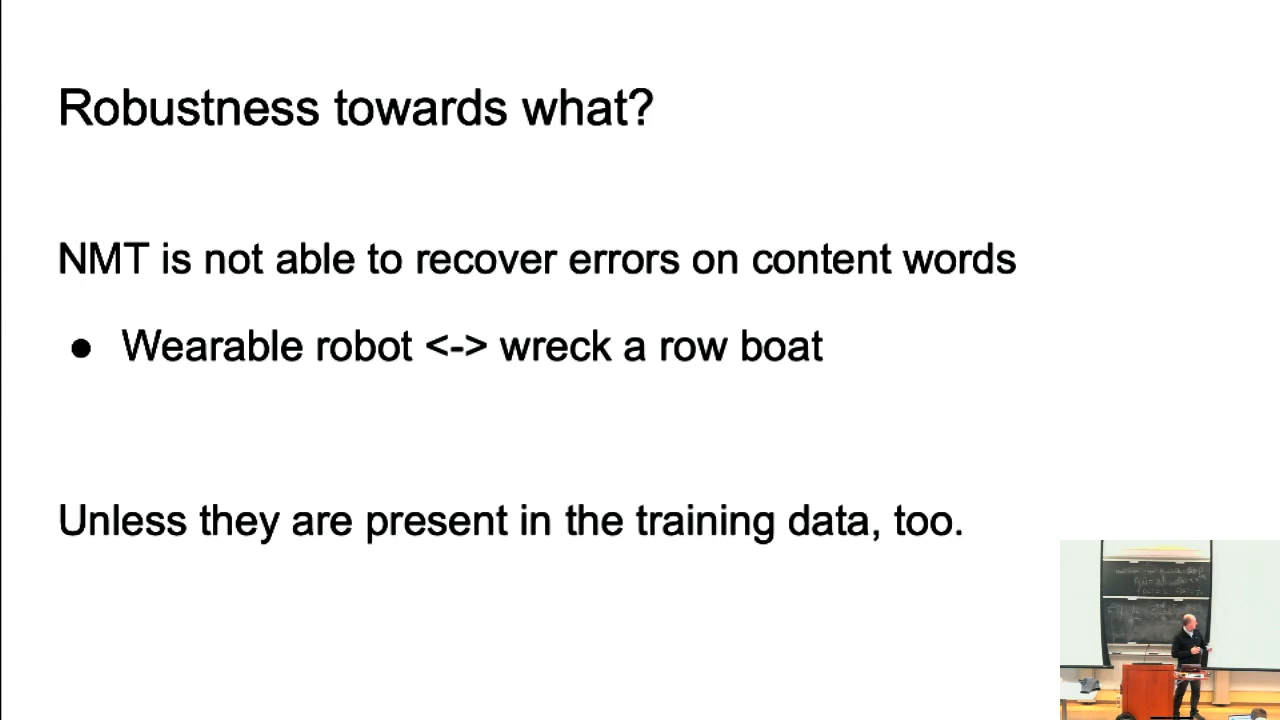 Robustness towards what?
NMT is not able to recover errors on content words
● Wearable robot <-> wreck a row boat
Unless they are present in the training data, too.